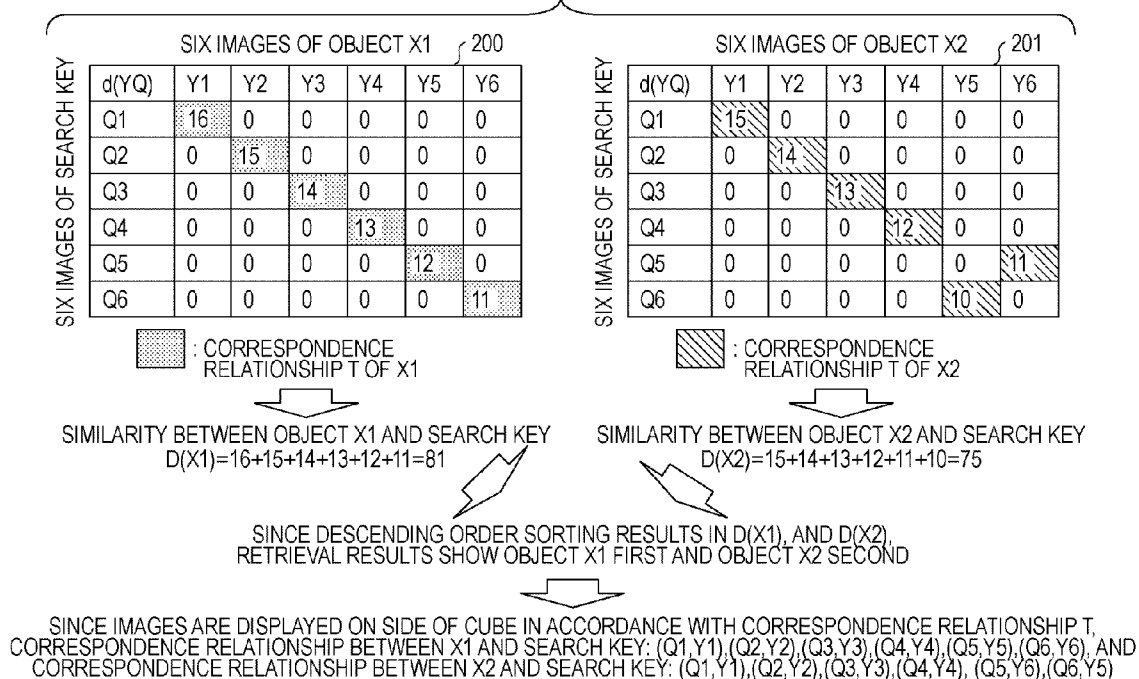 SIX IMAGES OF OBJECT X1 200
SIX IMAGES OF SEARCH KEY
d(YQ) Y1 Y2 Y3 Y4 Y5 Y6
Q1 16 0 0 0 0 0
Q2 0 15 0 0 0 0
Q3 0 0 14 0 0 0
Q4 0 0 0 13 0 0
Q5 0 0 0 0 12 0
Q6 0 0 0 0 0 11
: CORRESPONDENCE
RELATIONSHIP T OF X1
SIMILARITY BETWEEN OBJECT X1 AND SEARCH KEY
D(X1)=16+15+14+13+12+11=81
SIX IMAGES OF OBJECT X2 201
SIX IMAGES OF SEARCH KEY
d(YQ) Y1 Y2 Y3 Y4 Y5 Y6
Q1 15 0 0 0 0 0
Q2 0 14 0 0 0 0
Q3 0 0 13 0 0 0
Q4 0 0 0 12 0 0
Q5 0 0 0 0 0 11
Q6 0 0 0 0 10 0
: CORRESPONDENCE
RELATIONSHIP T OF X2
SIMILARITY BETWEEN OBJECT X2 AND SEARCH KEY
D(X2)=15+14+13+12+11+10=75
SINCE DESCENDING ORDER SORTING RESULTS IN D(X1), AND D(X2),
RETRIEVAL RESULTS SHOW OBJECT X1 FIRST AND OBJECT X2 SECOND
SINCE IMAGES ARE DISPLAYED ON SIDE OF CUBE IN ACCORDANCE WITH CORRESPONDENCE RELATIONSHIP T,
CORRESPONDENCE RELATIONSHIP BETWEEN X1 AND SEARCH KEY: (Q1,Y1),(Q2,Y2),(Q3,Y3),(Q4,Y4),(Q5,Y5),(Q6,Y6), AND
CORRESPONDENCE RELATIONSHIP BETWEEN X2 AND SEARCH KEY: (Q1,Y1),(Q2,Y2),(Q3,Y3),(Q4,Y4), (Q5,Y6),(Q6,Y5)